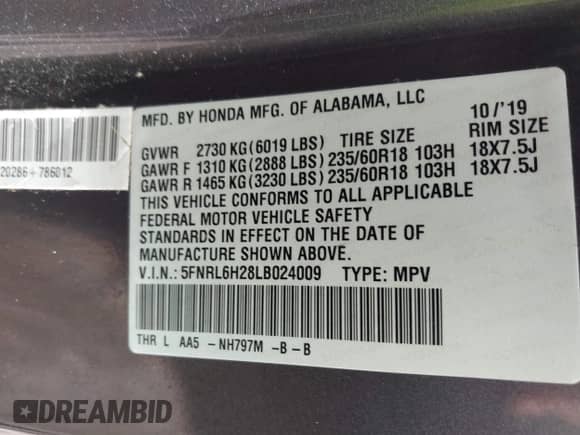 MFD. BY HONDA MFG. OF ALABAMA, LLC 10/'19
GVWR 2730 KG (6019 LBS) TIRE SIZE RIM SIZE
GAWR F 1310 KG (2888 LBS) 235/60R18 103H 18X7.5J
GAWR R 1465 KG (3230 LBS) 235/60R18 103H 18X7.5J
THIS VEHICLE CONFORMS TO ALL APPLICABLE
FEDERAL MOTOR VEHICLE SAFETY
STANDARDS IN EFFECT ON THE DATE OF
MANUFACTURE SHOWN ABOVE.
V.I.N.: 5FNRL6H28LB024009 TYPE: MPV
THR L AA5 -NH797M -B-B
20286+786012
DREAMBID